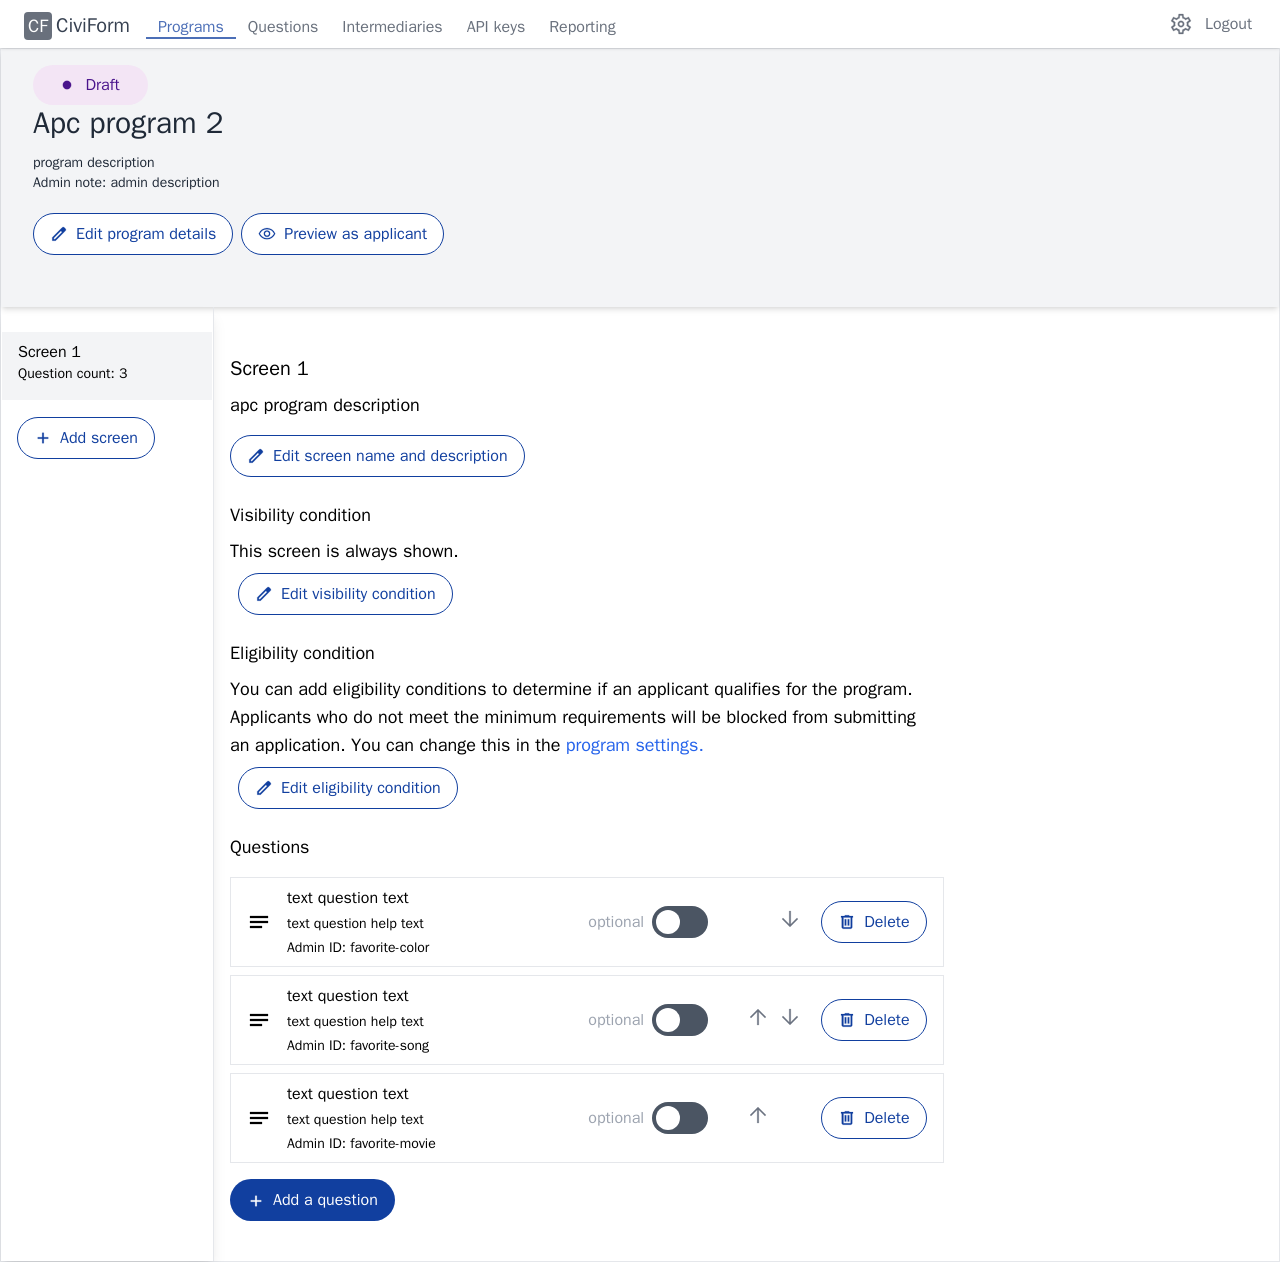 CF CiviForm Programs Questions Intermediaries API keys Reporting Logout
Draft
Apc program 2
program description
Admin note: admin description
Edit program details Preview as applicant
Screen 1
Question count: 3
Add screen
Screen 1
apc program description
Edit screen name and description
Visibility condition
This screen is always shown.
Edit visibility condition
Eligibility condition
You can add eligibility conditions to determine if an applicant qualifies for the program.
Applicants who do not meet the minimum requirements will be blocked from submitting
an application. You can change this in the program settings.
Edit eligibility condition
Questions
text question text
text question help text
Admin ID: favorite-color
optional Delete
text question text
text question help text
Admin ID: favorite-song
optional Delete
text question text
text question help text
Admin ID: favorite-movie
optional Delete
Add a question